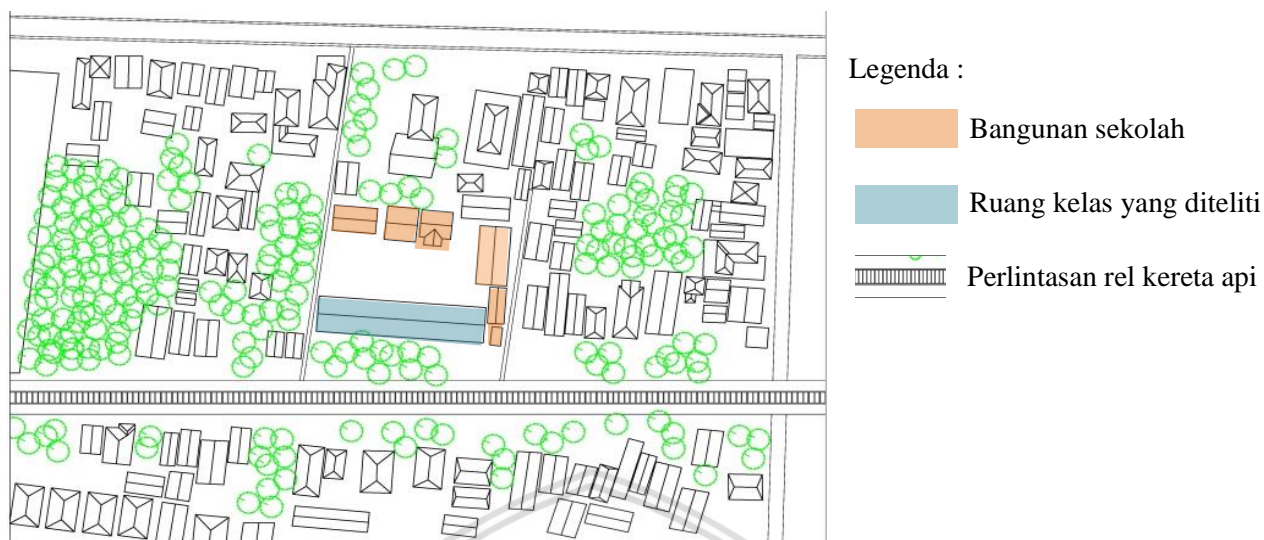 Legenda :
Bangunan sekolah
Ruang kelas yang diteliti
Perlintasan rel kereta api